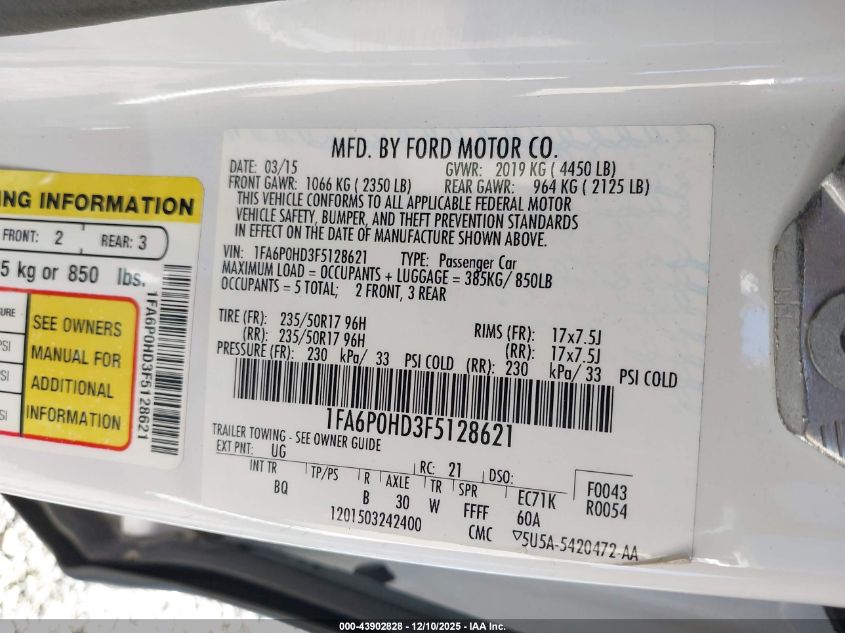 MFD. BY FORD MOTOR CO.
DATE: 03/15 GVWR: 2019 KG ( 4450 LB)
FRONT GAWR: 1066 KG ( 2350 LB) REAR GAWR: 964 KG ( 2125 LB)
THIS VEHICLE CONFORMS TO ALL APPLICABLE FEDERAL MOTOR
VEHICLE SAFETY, BUMPER, AND THEFT PREVENTION STANDARDS
IN EFFECT ON THE DATE OF MANUFACTURE SHOWN ABOVE.
VIN: 1FA6P0HD3F5128621 TYPE: Passenger Car
MAXIMUM LOAD = OCCUPANTS + LUGGAGE = 385KG/ 850LB
OCCUPANTS = 5 TOTAL; 2 FRONT, 3 REAR
TIRE (FR): 235/50R17 96H RIMS (FR): 17x7.5J
(RR): 235/50R17 96H (RR): 17x7.5J
PRESSURE (FR): 230 kPa/ 33 PSI COLD (RR): 230 kPa/ 33 PSI COLD
1FA6P0HD3F5128621
TRAILER TOWING - SEE OWNER GUIDE
EXT PNT: UG RC: 21 DSO:
INT TR TP/PS R AXLE TR SPR EC71K F0043
BQ B 30 W FFFF 60A R0054
1201503242400 CMC ▽5U5A-5420472-AA
NG INFORMATION
FRONT: 2 REAR: 3
5 kg or 850 lbs.
SURE
PSI
PSI
PSI
SEE OWNERS
MANUAL FOR
ADDITIONAL
INFORMATION
1FA6P0HD3F5128621
000-43902828 - 12/10/2025 - IAA Inc.